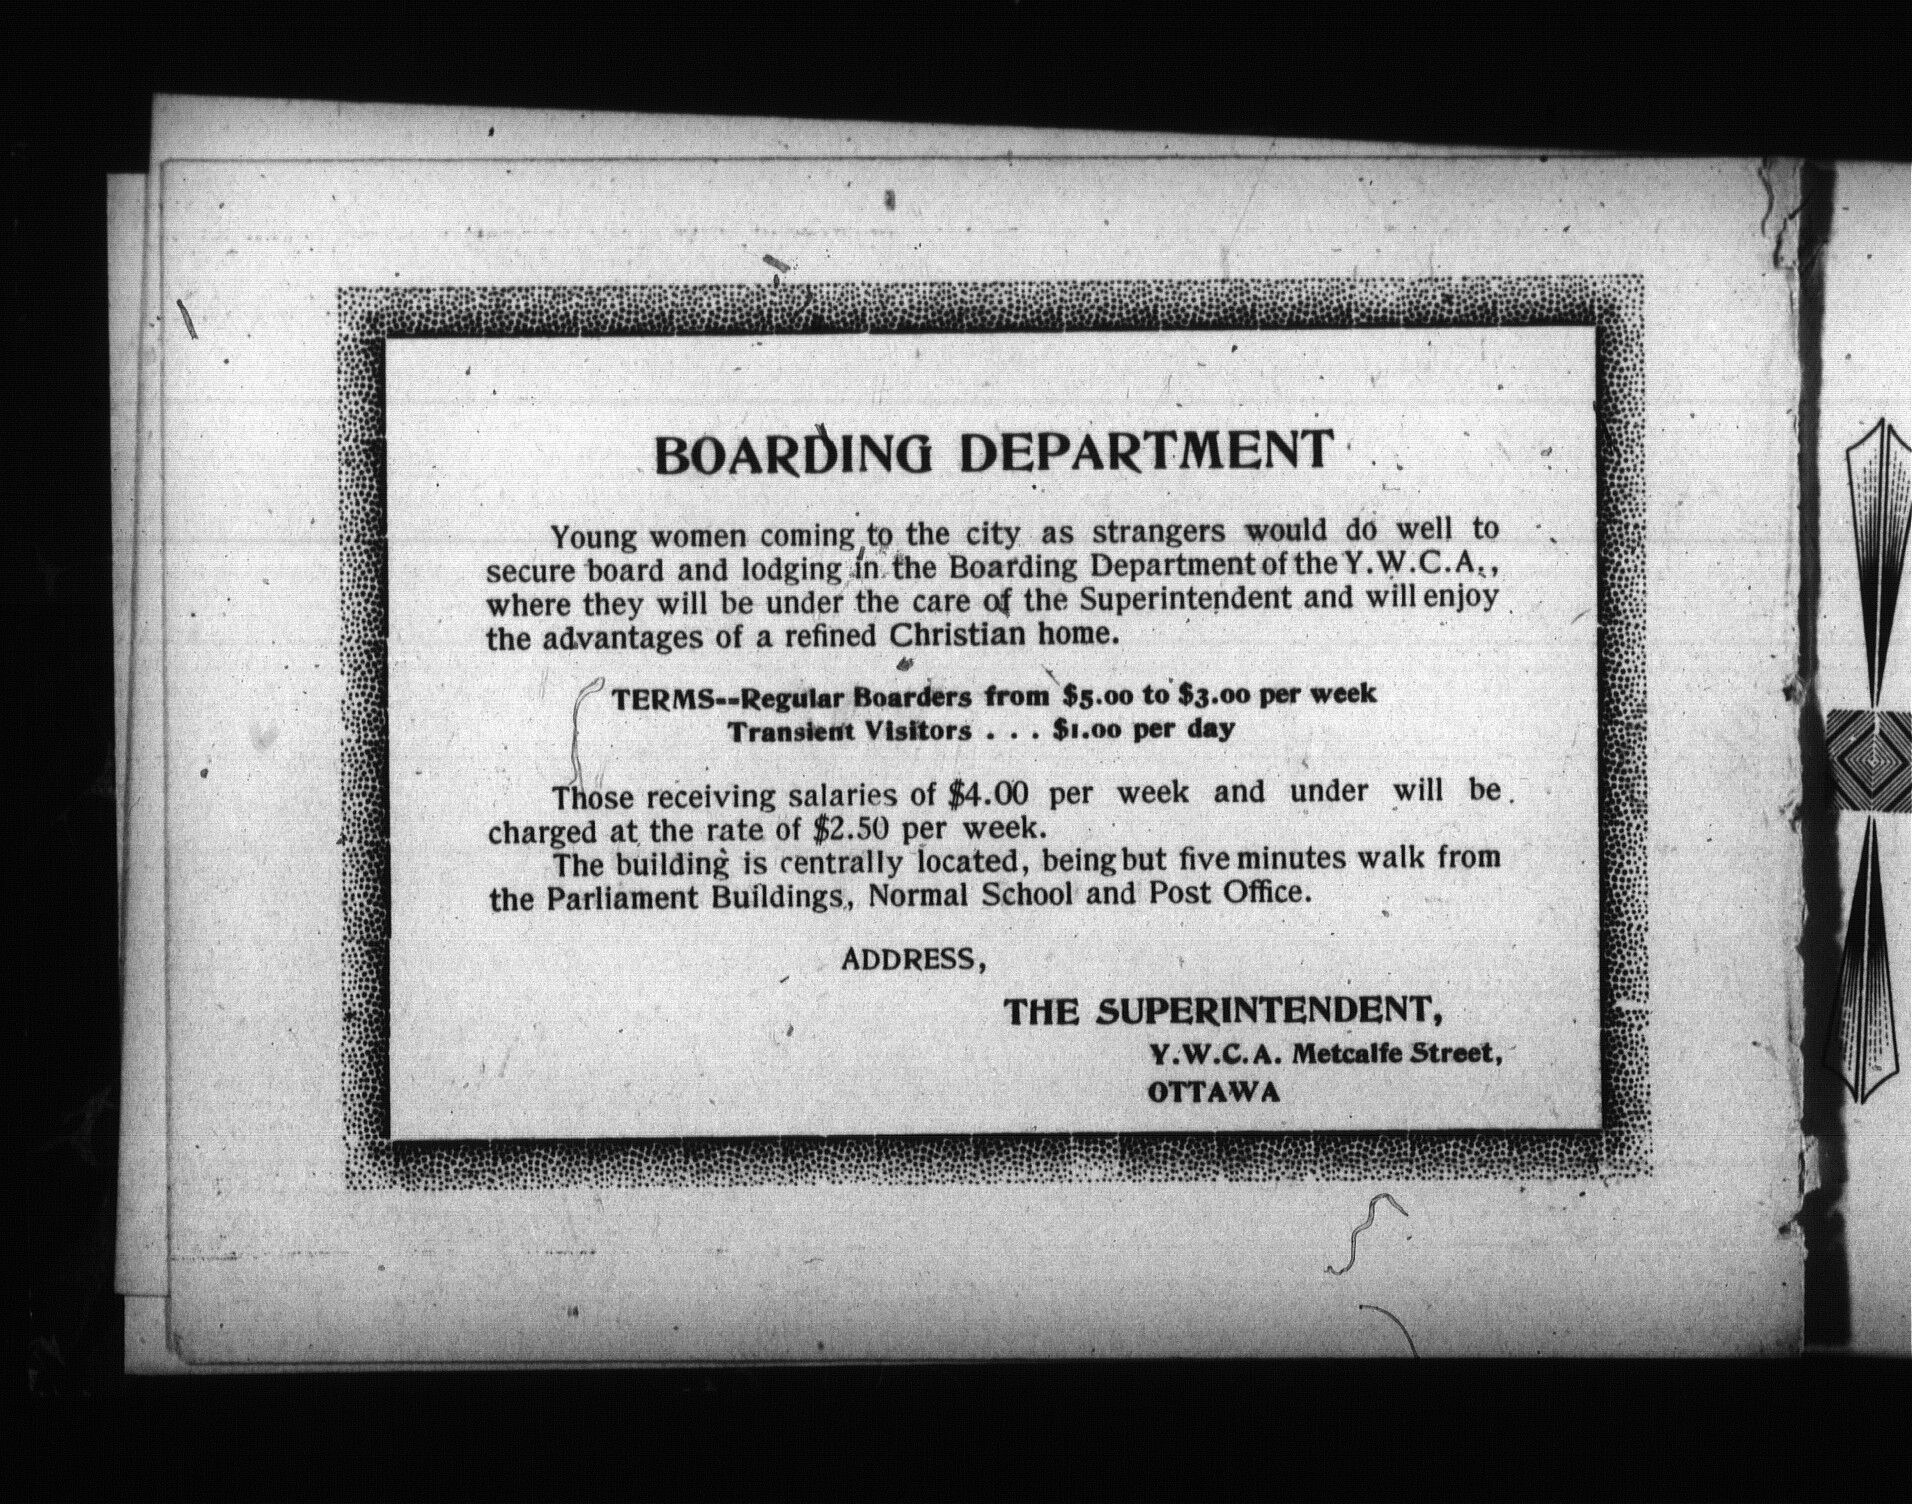 BOARDING DEPARTMENT
Young women coming to the city as strangers would do well to
secure board and lodging in the Boarding Department of the Y.W.C.A.,
where they will be under the care of the Superintendent and will enjoy
the advantages of a refined Christian home.
TERMS--Regular Boarders from $5.00 to $3.00 per week
Transient Visitors . . . $1.00 per day
Those receiving salaries of $4.00 per week and under will be
charged at the rate of $2.50 per week.
The building is centrally located, being but five minutes walk from
the Parliament Buildings, Normal School and Post Office.
ADDRESS,
THE SUPERINTENDENT,
Y.W.C.A. Metcalfe Street,
OTTAWA